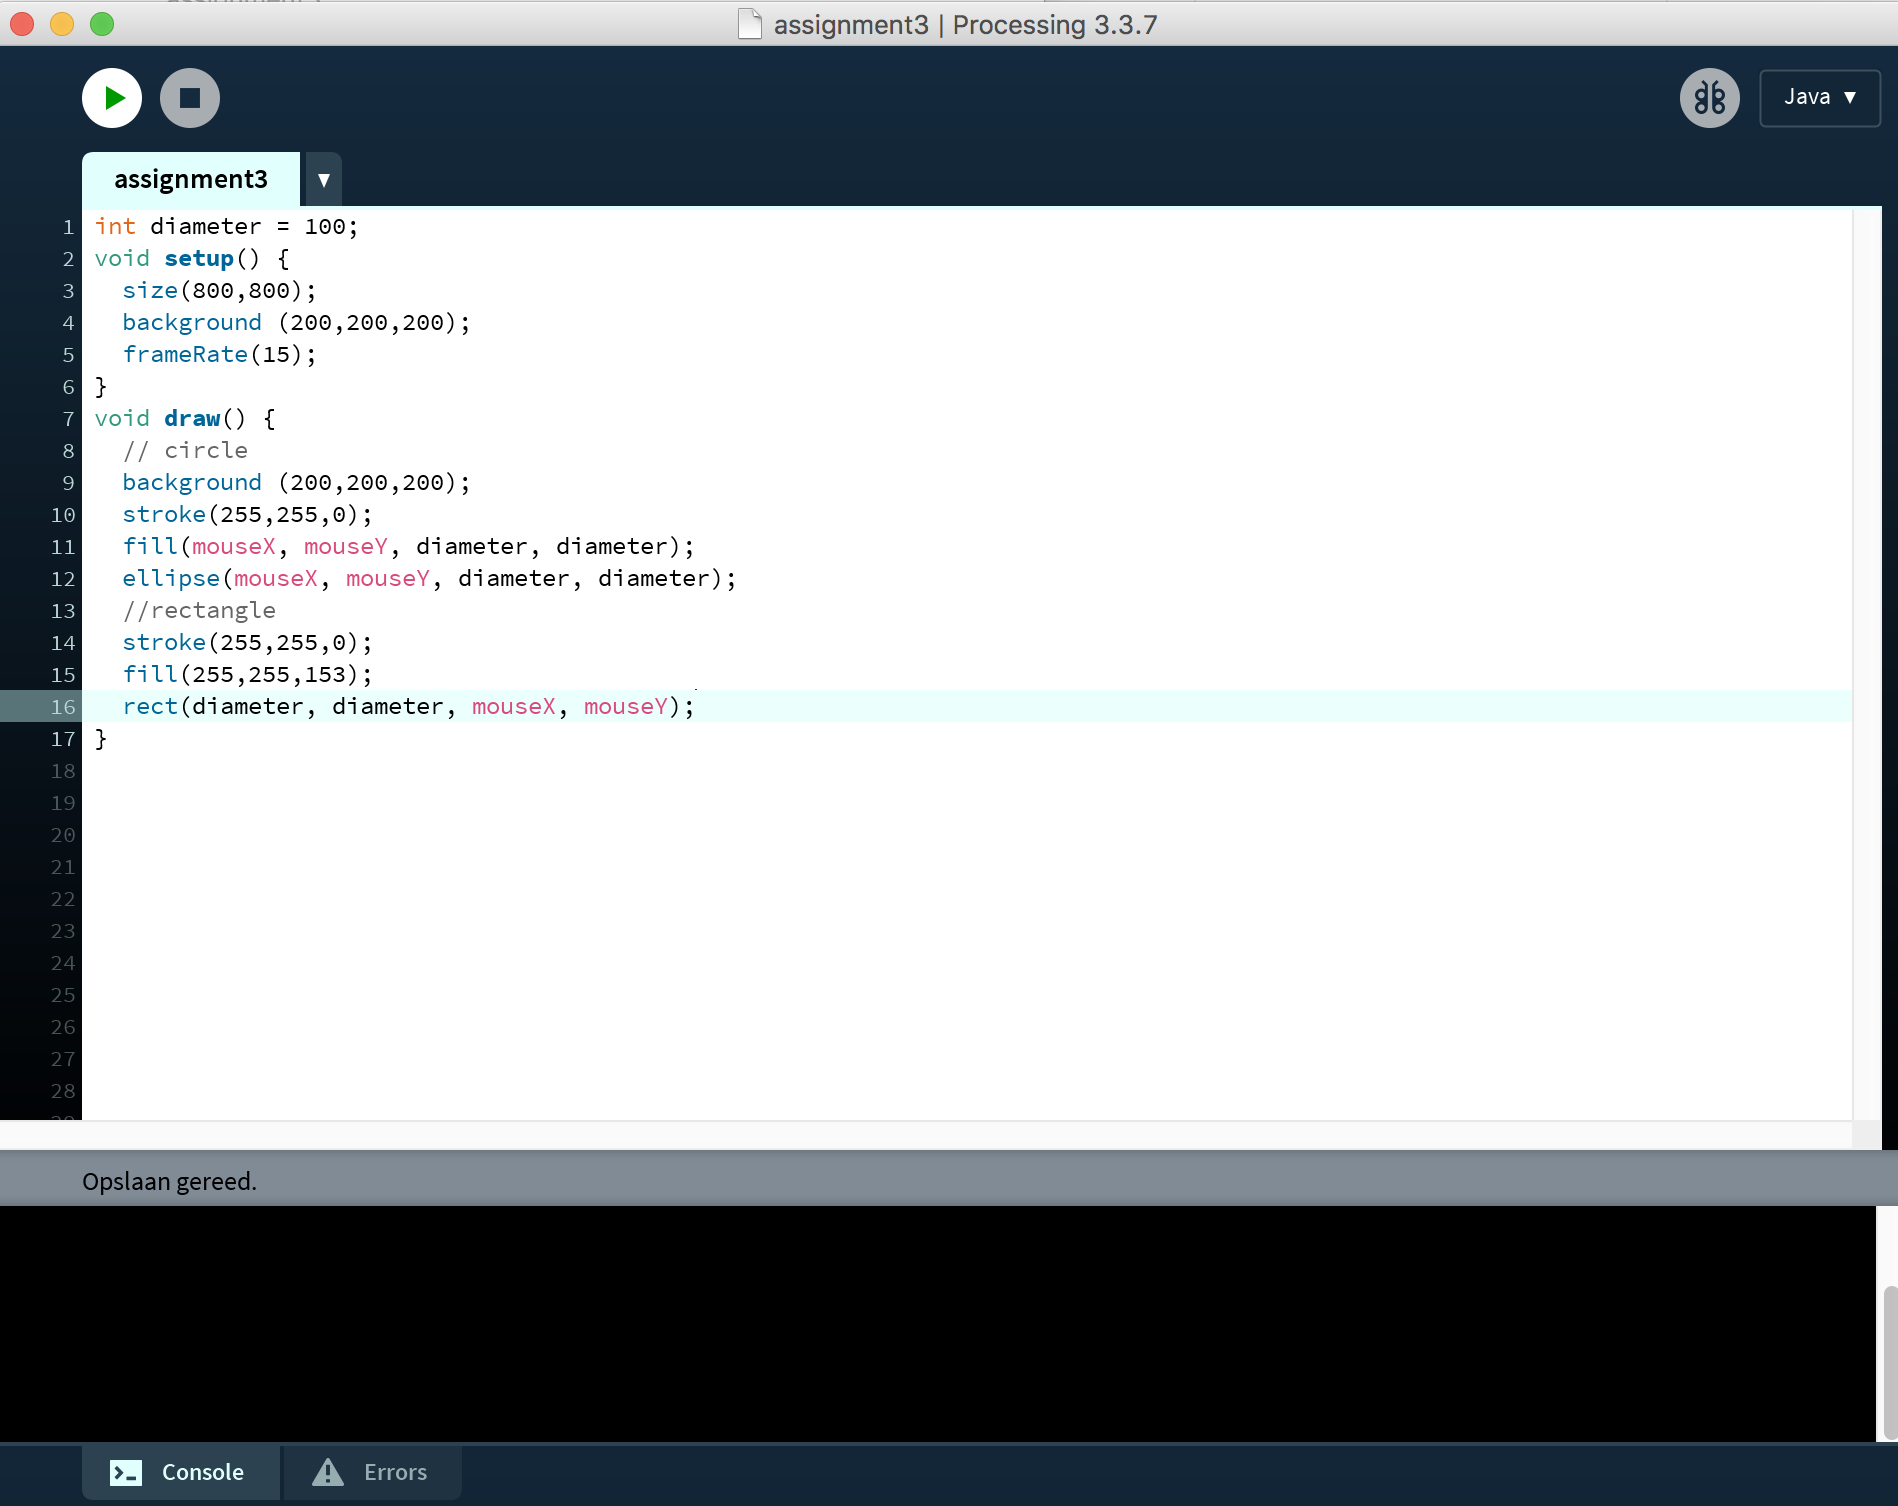 assignment3 | Processing 3.3.7
Java ▼
assignment3 ▼
1 int diameter = 100;
2 void setup() {
3 size(800,800);
4 background (200,200,200);
5 frameRate(15);
6 }
7 void draw() {
8 // circle
9 background (200,200,200);
10 stroke(255,255,0);
11 fill(mouseX, mouseY, diameter, diameter);
12 ellipse(mouseX, mouseY, diameter, diameter);
13 //rectangle
14 stroke(255,255,0);
15 fill(255,255,153);
16 rect(diameter, diameter, mouseX, mouseY);
17 }
18
19
20
21
22
23
24
25
26
27
28
Opslaan gereed.
Console Errors